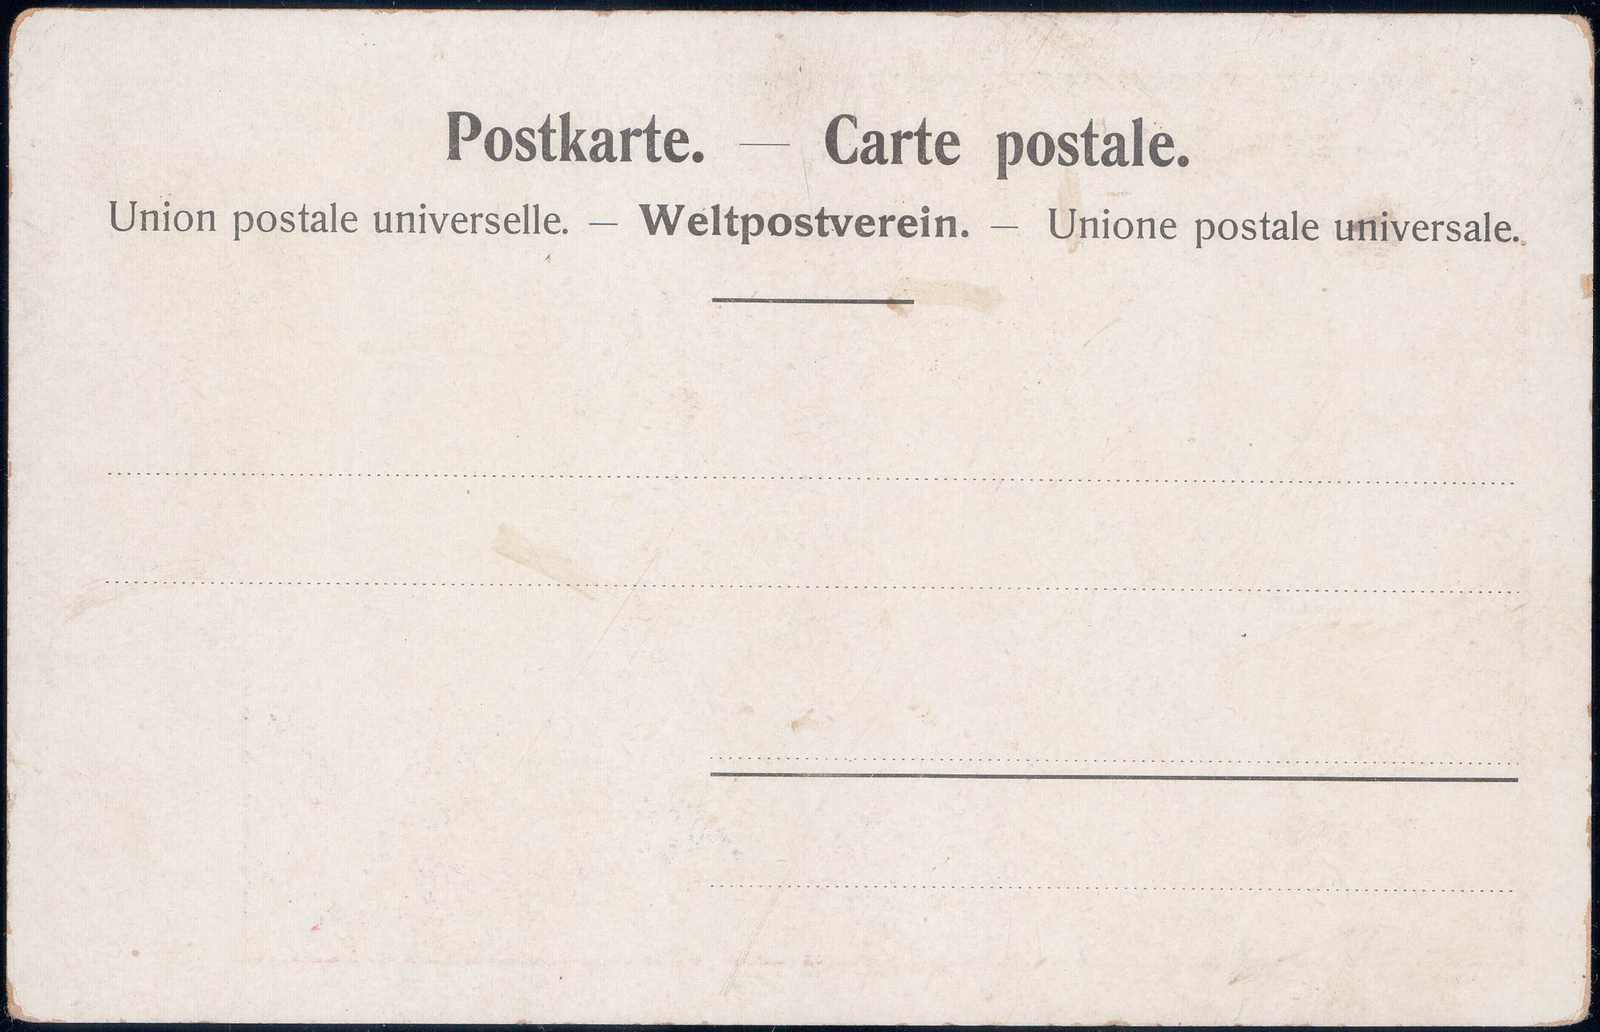 Postkarte. — Carte postale.
Union postale universelle. — Weltpostverein. — Unione postale universale.